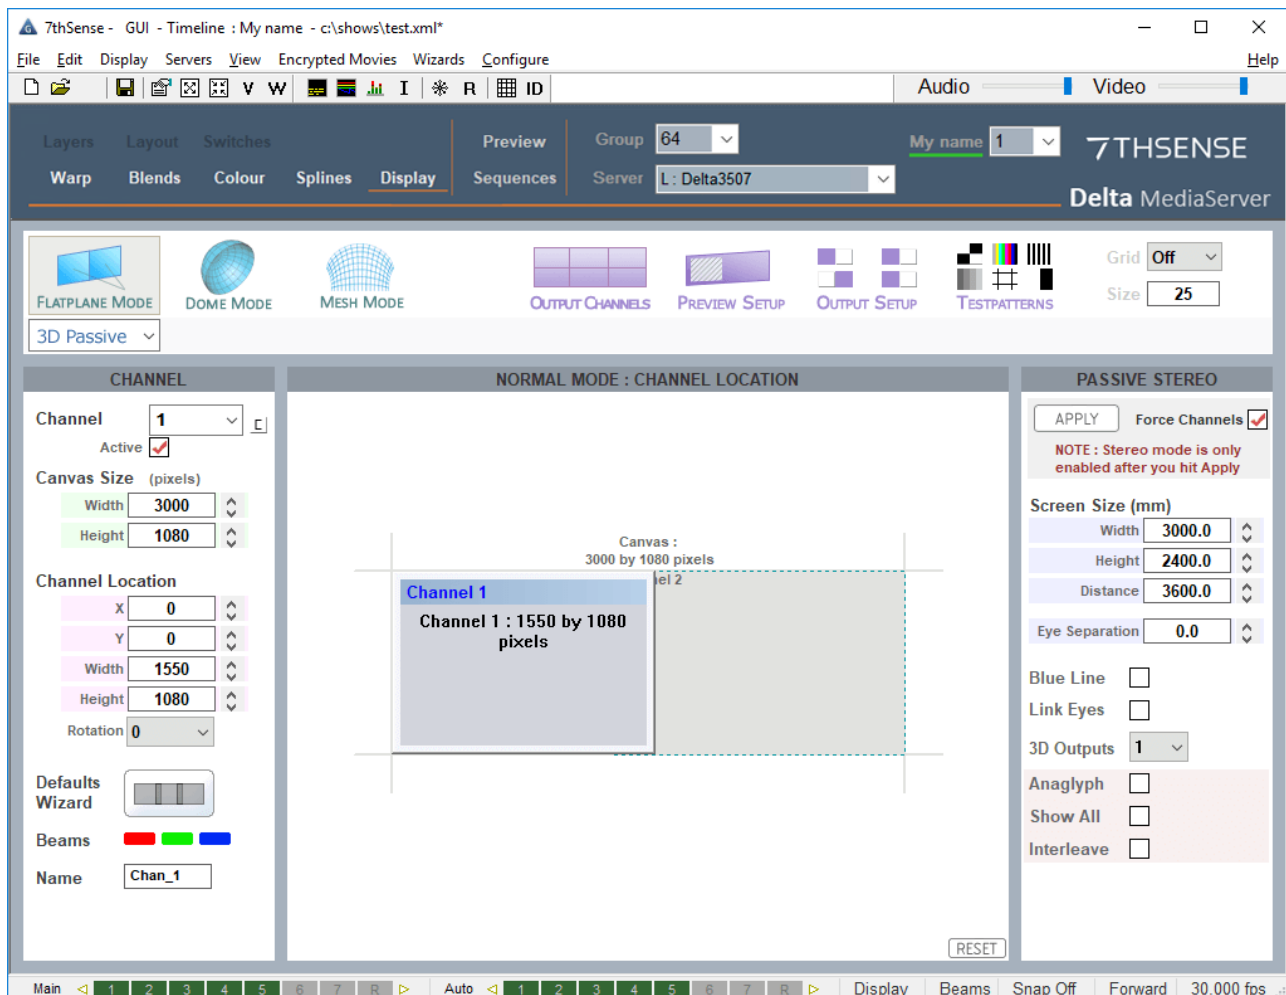 7thSense - GUI - Timeline : My name - c:\shows\test.xml*
File Edit Display Servers View Encrypted Movies Wizards Configure Help
V W I R ID Audio Video
Layers Layout Switches Preview Group 64 My name 1 7THSENSE
Warp Blends Colour Splines Display Sequences Server L : Delta3507
Delta MediaServer
FLATPLANE MODE DOME MODE MESH MODE OUTPUT CHANNELS PREVIEW SETUP OUTPUT SETUP TESTPATTERNS
Grid Off
Size 25
3D Passive
CHANNEL
Channel 1
Active
Canvas Size (pixels)
Width 3000
Height 1080
Channel Location
X 0
Y 0
Width 1550
Height 1080
Rotation 0
Defaults
Wizard
Beams
Name Chan_1
NORMAL MODE : CHANNEL LOCATION
Canvas :
3000 by 1080 pixels
nel 2
Channel 1
Channel 1 : 1550 by 1080
pixels
RESET
PASSIVE STEREO
APPLY Force Channels
NOTE : Stereo mode is only
enabled after you hit Apply
Screen Size (mm)
Width 3000.0
Height 2400.0
Distance 3600.0
Eye Separation 0.0
Blue Line
Link Eyes
3D Outputs 1
Anaglyph
Show All
Interleave
Main 1 2 3 4 5 6 7 R Auto 1 2 3 4 5 6 7 R Display Beams Snap Off Forward 30.000 fps